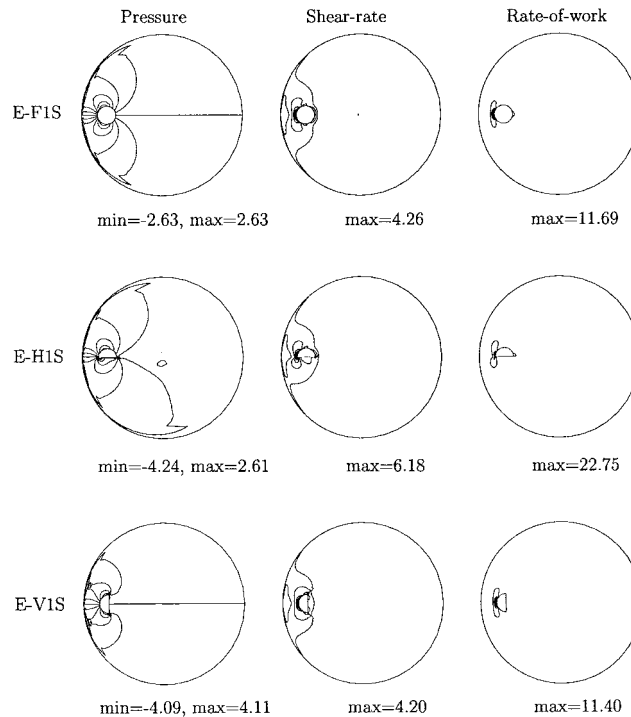 Pressure Shear-rate Rate-of-work
E-F1S
min=-2.63, max=2.63 max=4.26 max=11.69
E-H1S
min=-4.24, max=2.61 max=6.18 max=22.75
E-V1S
min=-4.09, max=4.11 max=4.20 max=11.40